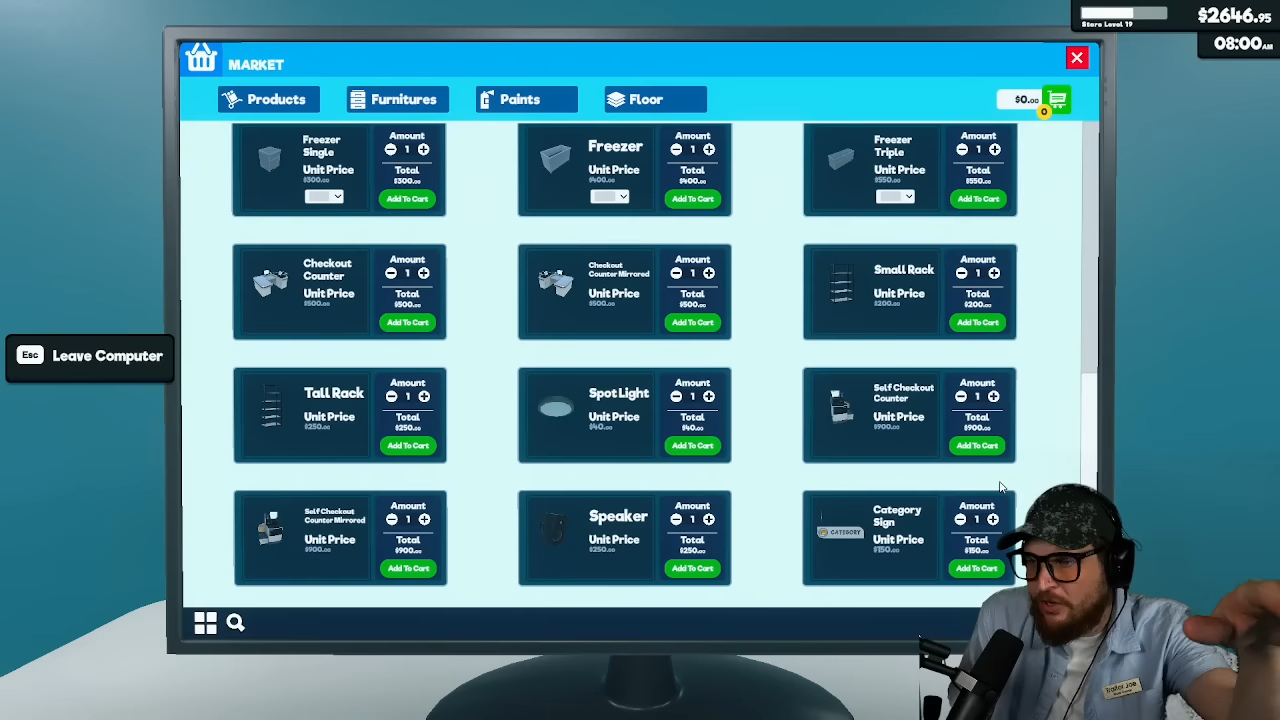 $2646.95
Store Level 19
08:00AM
MARKET
Products
Furnitures
Paints
Floor
$0.00
0
Freezer Single
Unit Price
$300.00
Amount
1
Total
$300.00
Add To Cart
Freezer
Unit Price
$400.00
Amount
1
Total
$400.00
Add To Cart
Freezer Triple
Unit Price
$550.00
Amount
1
Total
$550.00
Add To Cart
Checkout Counter
Unit Price
$500.00
Amount
1
Total
$500.00
Add To Cart
Checkout Counter Mirrored
Unit Price
$500.00
Amount
1
Total
$500.00
Add To Cart
Small Rack
Unit Price
$200.00
Amount
1
Total
$200.00
Add To Cart
Esc Leave Computer
Tall Rack
Unit Price
$250.00
Amount
1
Total
$250.00
Add To Cart
Spot Light
Unit Price
$40.00
Amount
1
Total
$40.00
Add To Cart
Self Checkout Counter
Unit Price
$900.00
Amount
1
Total
$900.00
Add To Cart
Self Checkout Counter Mirrored
Unit Price
$900.00
Amount
1
Total
$900.00
Add To Cart
Speaker
Unit Price
$250.00
Amount
1
Total
$250.00
Add To Cart
CATEGORY
Category Sign
Unit Price
$150.00
Amount
1
Total
$150.00
Add To Cart
Trailer Joe